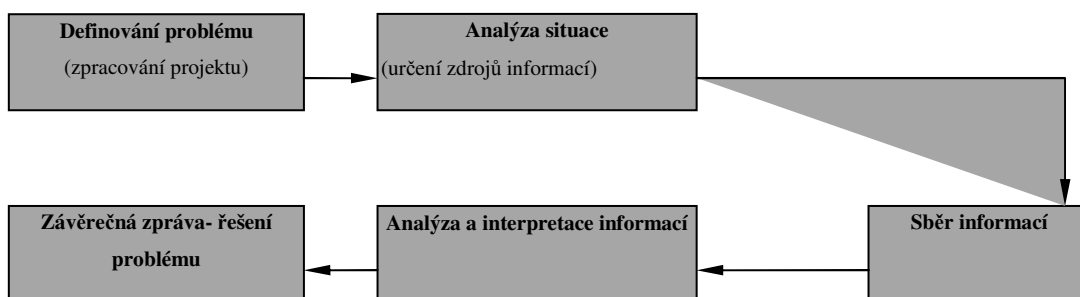 Definování problému
(zpracování projektu)
Analýza situace
(určení zdrojů informací)
Sběr informací
Analýza a interpretace informací
Závěrečná zpráva- řešení
problému